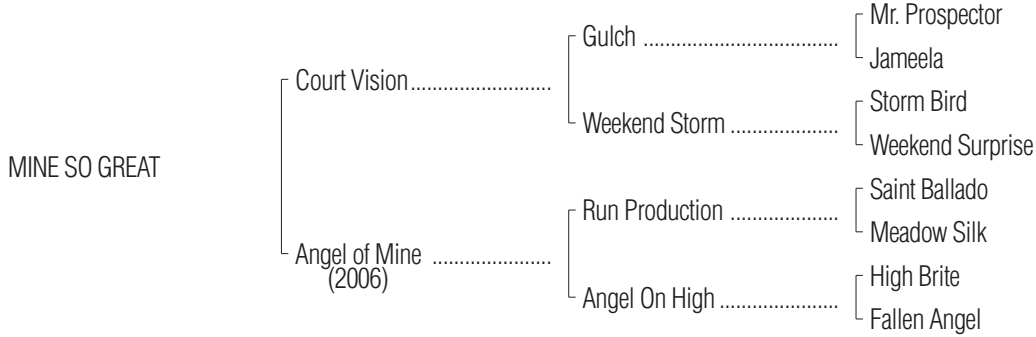 Mr. Prospector
Gulch ....................................
Jameela
Court Vision..........................
Storm Bird
Weekend Storm ....................
Weekend Surprise
MINE SO GREAT
Saint Ballado
Run Production ....................
Meadow Silk
Angel of Mine ......................
(2006)
High Brite
Angel On High ......................
Fallen Angel